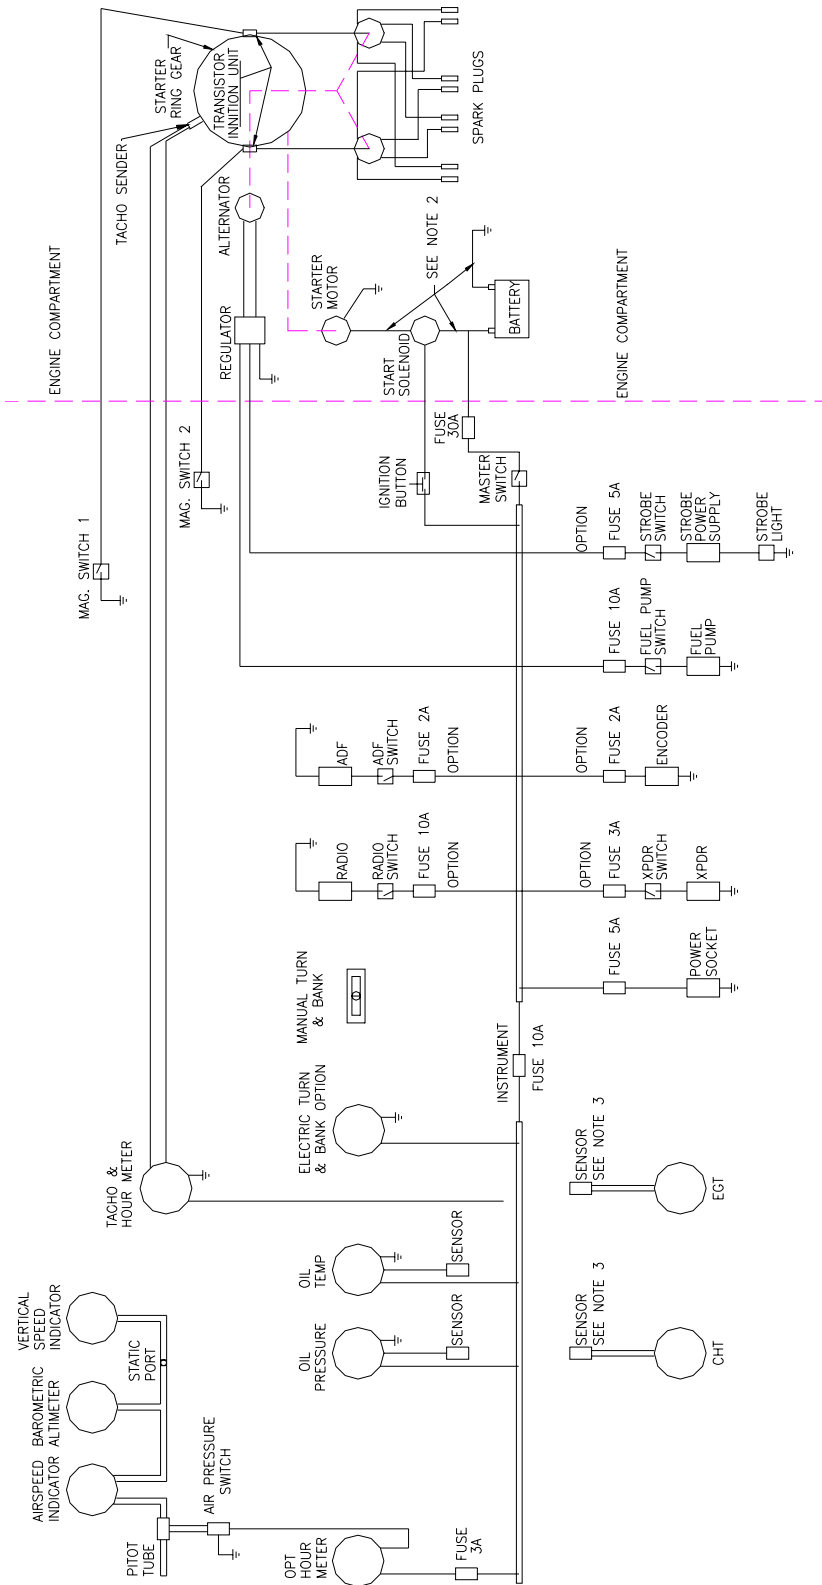 STARTER
RING GEAR
TRANSISTOR
INNITION UNIT
TACHO SENDER
SPARK PLUGS
ALTERNATOR
ENGINE COMPARTMENT
STARTER
MOTOR
SEE NOTE 2
REGULATOR
START
SOLENOID
BATTERY
ENGINE COMPARTMENT
MAG. SWITCH 1
MAG. SWITCH 2
FUSE
30A
IGNITION
BUTTON
MASTER
SWITCH
OPTION
FUSE 5A
STROBE
SWITCH
STROBE
POWER
SUPPLY
STROBE
LIGHT
FUSE 10A
FUEL PUMP
SWITCH
FUEL
PUMP
ADF
ADF
SWITCH
FUSE 2A
OPTION
OPTION
FUSE 2A
ENCODER
RADIO
RADIO
SWITCH
FUSE 10A
OPTION
OPTION
FUSE 3A
XPDR
SWITCH
XPDR
FUSE 5A
POWER
SOCKET
MANUAL TURN
& BANK
INSTRUMENT
FUSE 10A
ELECTRIC TURN
& BANK OPTION
TACHO &
HOUR METER
SENSOR
SEE NOTE 3
EGT
OIL
TEMP
SENSOR
OIL
PRESSURE
SENSOR
SENSOR
SEE NOTE 3
CHT
VERTICAL
SPEED
INDICATOR
STATIC
PORT
BAROMETRIC
ALTIMETER
AIRSPEED
INDICATOR
AIR PRESSURE
SWITCH
PITOT
TUBE
OPT
HOUR
METER
FUSE
3A